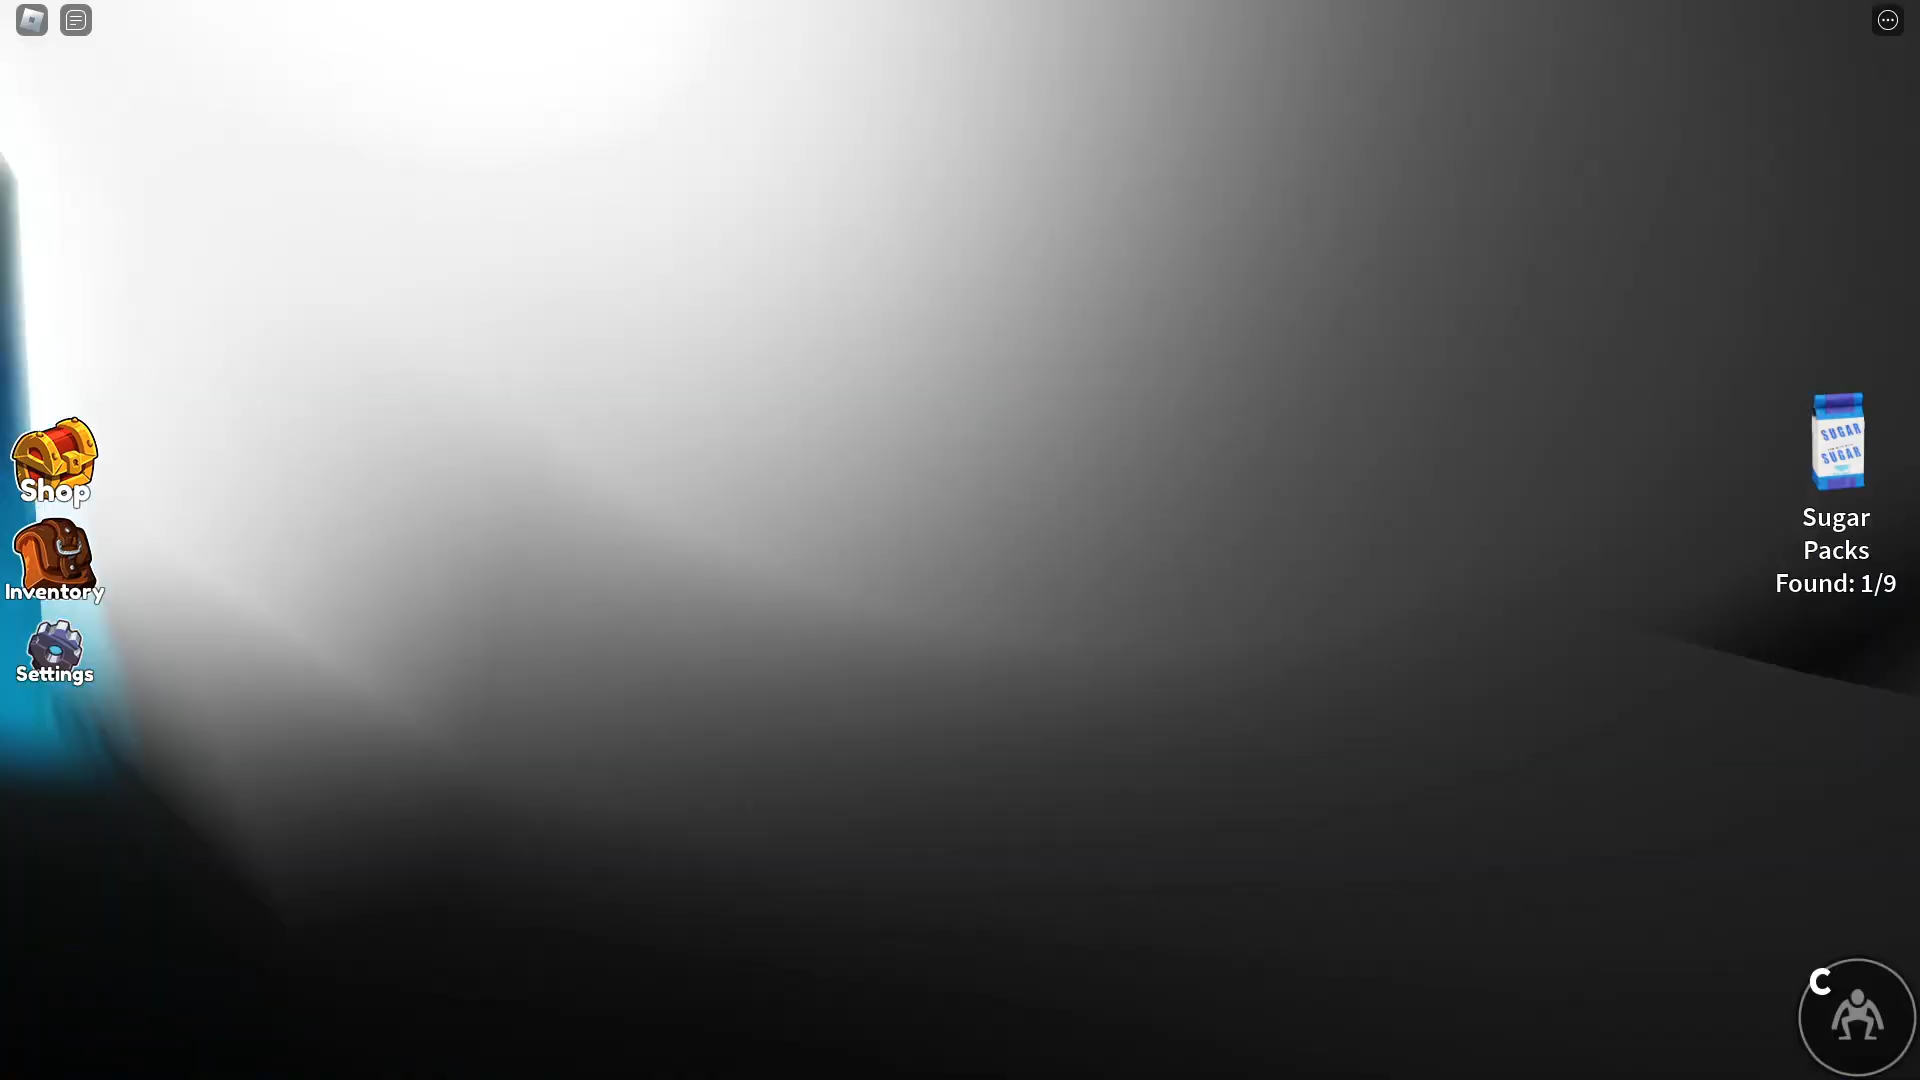 Shop
Inventory
Settings
SUGAR
SUGAR
Sugar
Packs
Found: 1/9
C